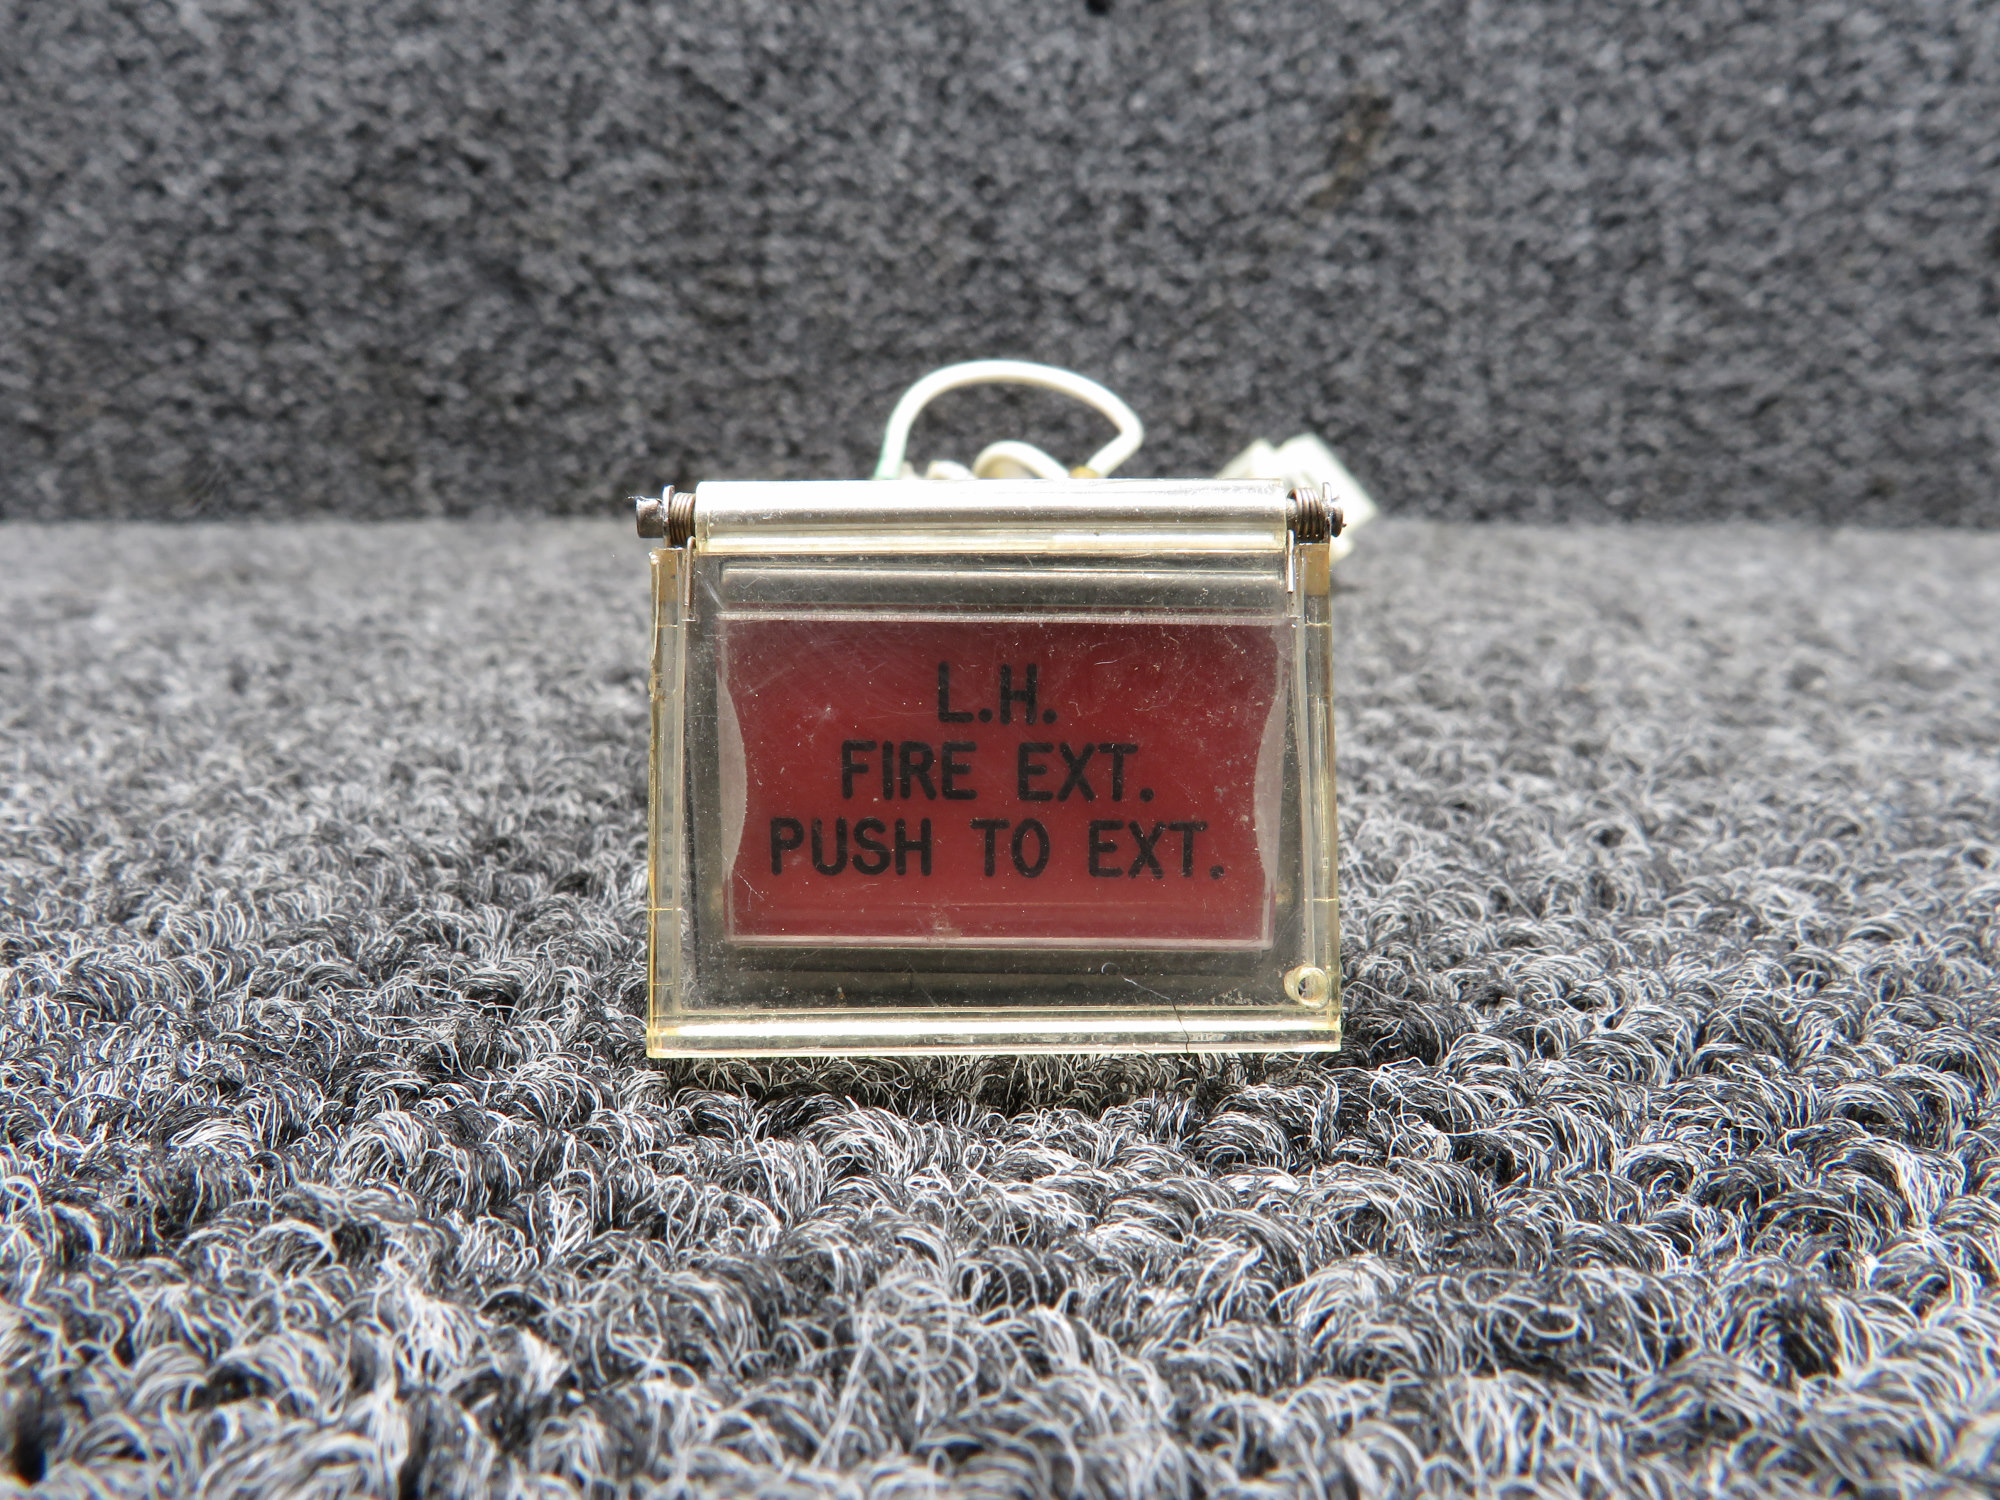 L.H.
FIRE EXT.
PUSH TO EXT.